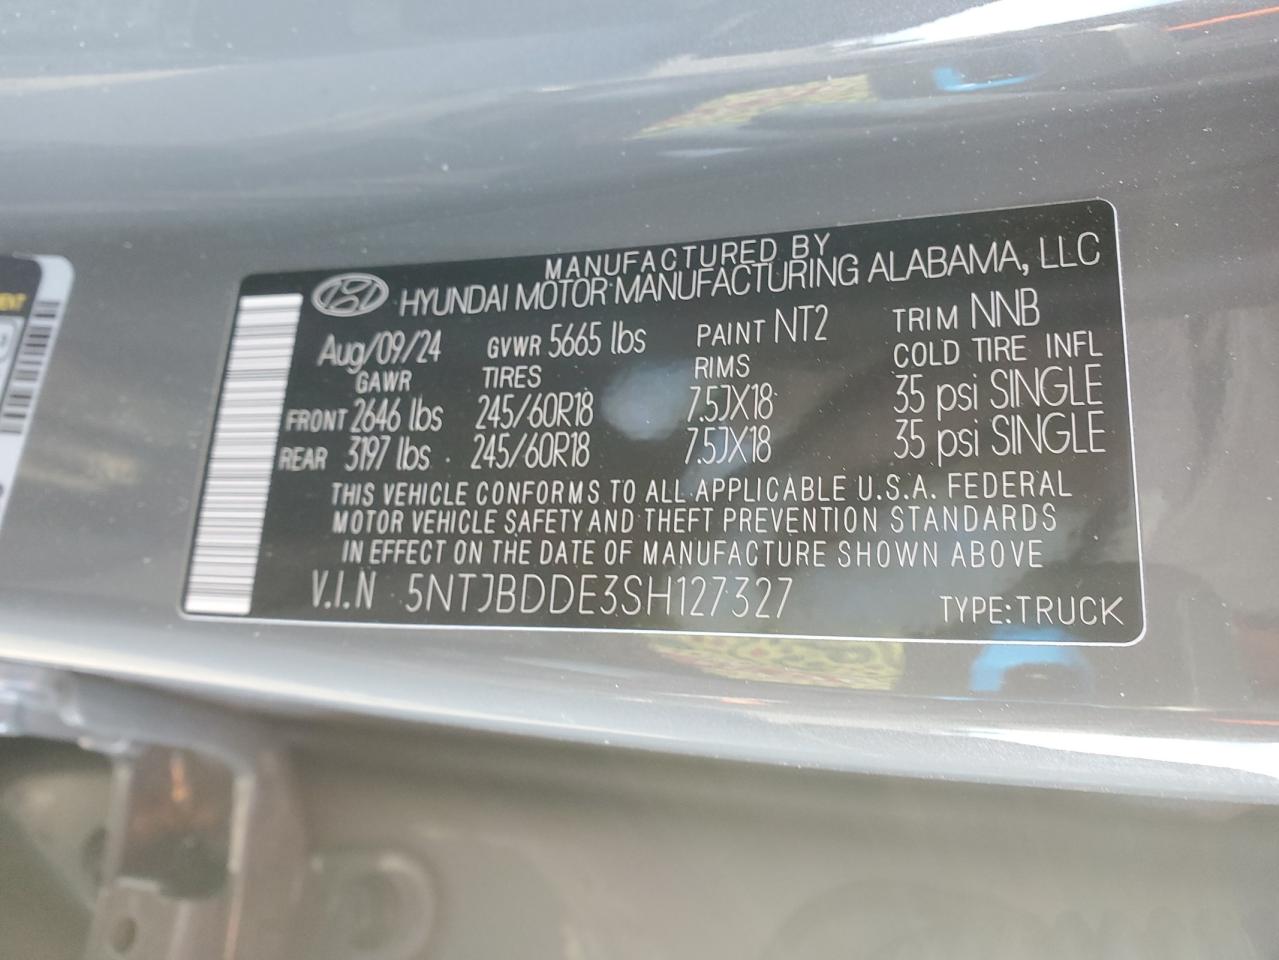 MANUFACTURED BY
HYUNDAI MOTOR MANUFACTURING ALABAMA, LLC
Aug/09/24 GVWR 5665 lbs PAINT NT2 TRIM NNB
GAWR TIRES RIMS COLD TIRE INFL
FRONT 2646 lbs 245/60R18 7.5JX18 35 psi SINGLE
REAR 3197 lbs. 245/60R18 7.5JX18 35 psi SINGLE
THIS VEHICLE CONFORMS TO ALL APPLICABLE U.S.A. FEDERAL
MOTOR VEHICLE SAFETY AND THEFT PREVENTION STANDARDS
IN EFFECT ON THE DATE OF MANUFACTURE SHOWN ABOVE
V.I.N 5NTJBDDE3SH127327 TYPE:TRUCK